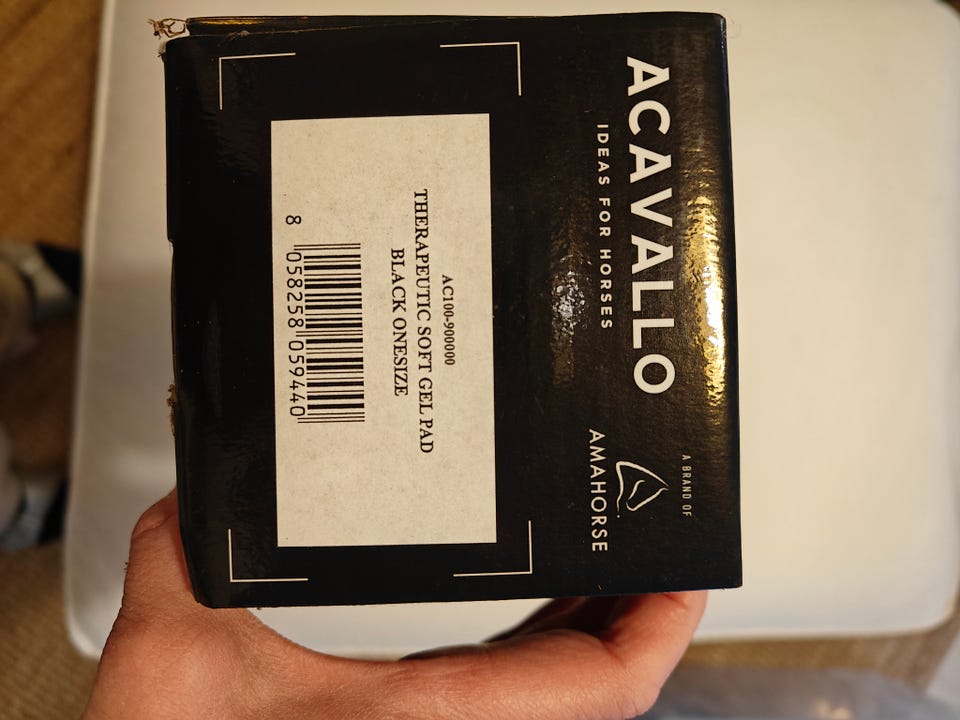 ACAVALLO
IDEAS FOR HORSES
A BRAND OF
AMAHORSE
AC100-900000
THERAPEUTIC SOFT GEL PAD
BLACK ONESIZE
8 058258 059440